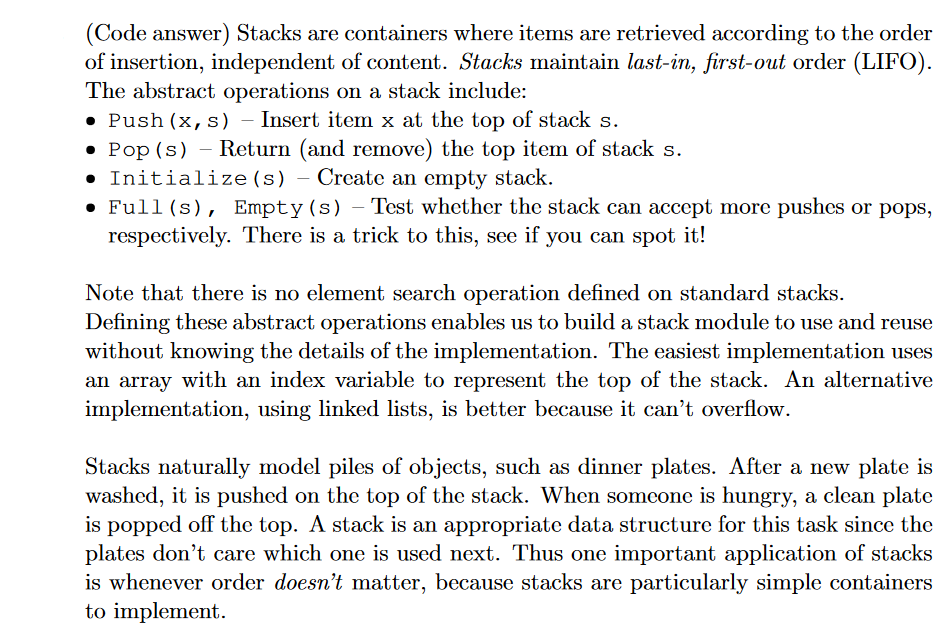 (Code answer) Stacks are containers where items are retrieved according to the order
of insertion, independent of content. Stacks maintain last-in, first-out order (LIFO).
The abstract operations on a stack include:
• Push(x,s) – Insert item x at the top of stack s.
• Pop(s) – Return (and remove) the top item of stack s.
• Initialize(s) – Create an empty stack.
• Full(s), Empty(s) – Test whether the stack can accept more pushes or pops,
respectively. There is a trick to this, see if you can spot it!
Note that there is no element search operation defined on standard stacks.
Defining these abstract operations enables us to build a stack module to use and reuse
without knowing the details of the implementation. The easiest implementation uses
an array with an index variable to represent the top of the stack. An alternative
implementation, using linked lists, is better because it can't overflow.
Stacks naturally model piles of objects, such as dinner plates. After a new plate is
washed, it is pushed on the top of the stack. When someone is hungry, a clean plate
is popped off the top. A stack is an appropriate data structure for this task since the
plates don't care which one is used next. Thus one important application of stacks
is whenever order doesn't matter, because stacks are particularly simple containers
to implement.